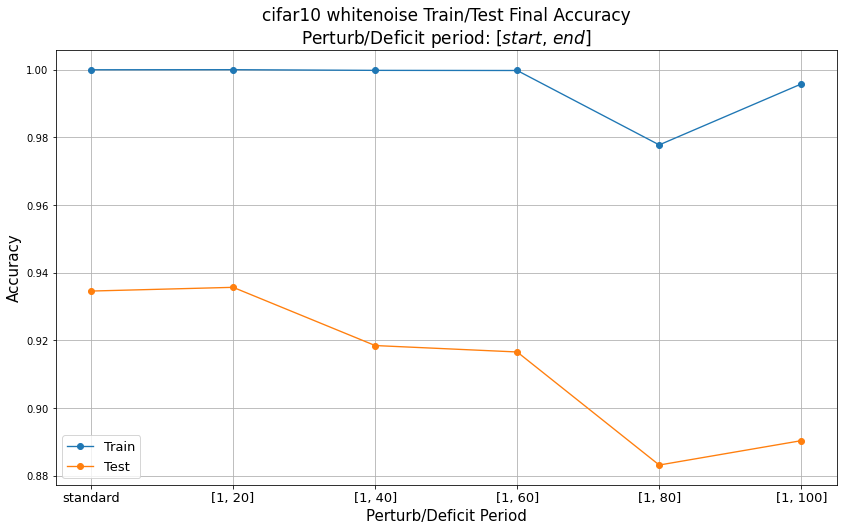 cifar10 whitenoise Train/Test Final Accuracy
Perturb/Deficit period: [start, end]
1.00
0.98
0.96
0.94
0.92
0.90
0.88
Accuracy
Train
Test
standard
[1, 20]
[1, 40]
[1, 60]
[1, 80]
[1, 100]
Perturb/Deficit Period